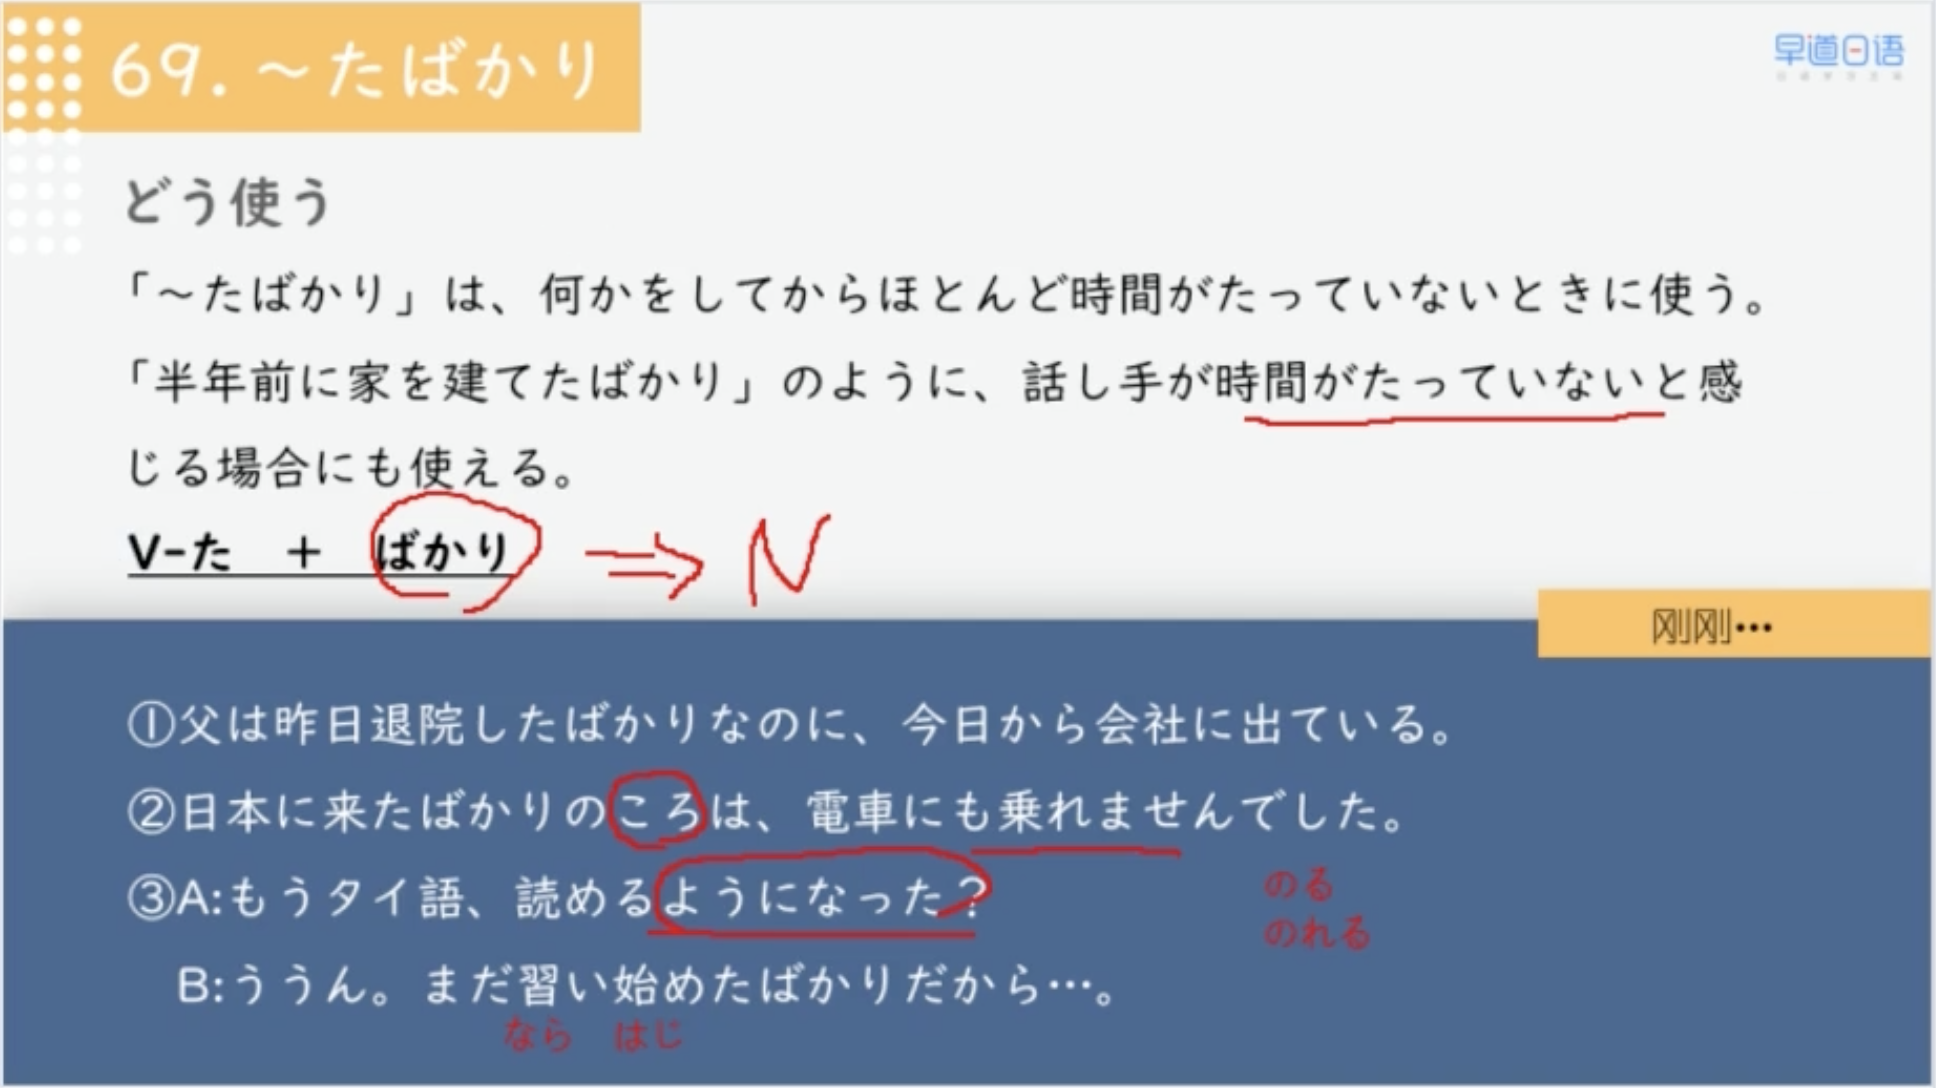 69.～たばかり
早道日语
どう使う
「～たばかり」は、何かをしてからほとんど時間がたっていないときに使う。
「半年前に家を建てたばかり」のように、話し手が時間がたっていないと感
じる場合にも使える。
V-た　+　ばかり ⇒ N
刚刚…
①父は昨日退院したばかりなのに、今日から会社に出ている。
②日本に来たばかりのころは、電車にも乗れませんでした。
③A:もうタイ語、読めるようになった?
のる
のれる
B:ううん。まだ習い始めたばかりだから…。
なら　はじ